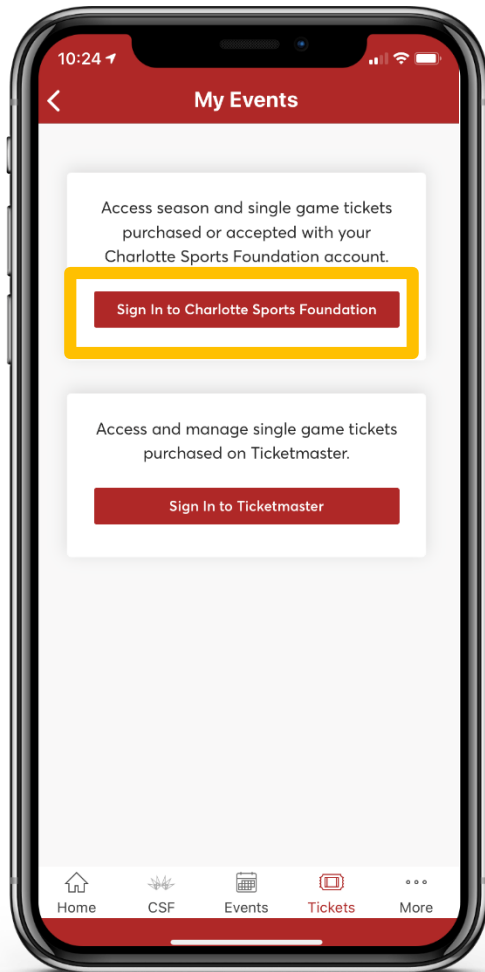 10:24
My Events
Access season and single game tickets
purchased or accepted with your
Charlotte Sports Foundation account.
Sign In to Charlotte Sports Foundation
Access and manage single game tickets
purchased on Ticketmaster.
Sign In to Ticketmaster
Home CSF Events Tickets More